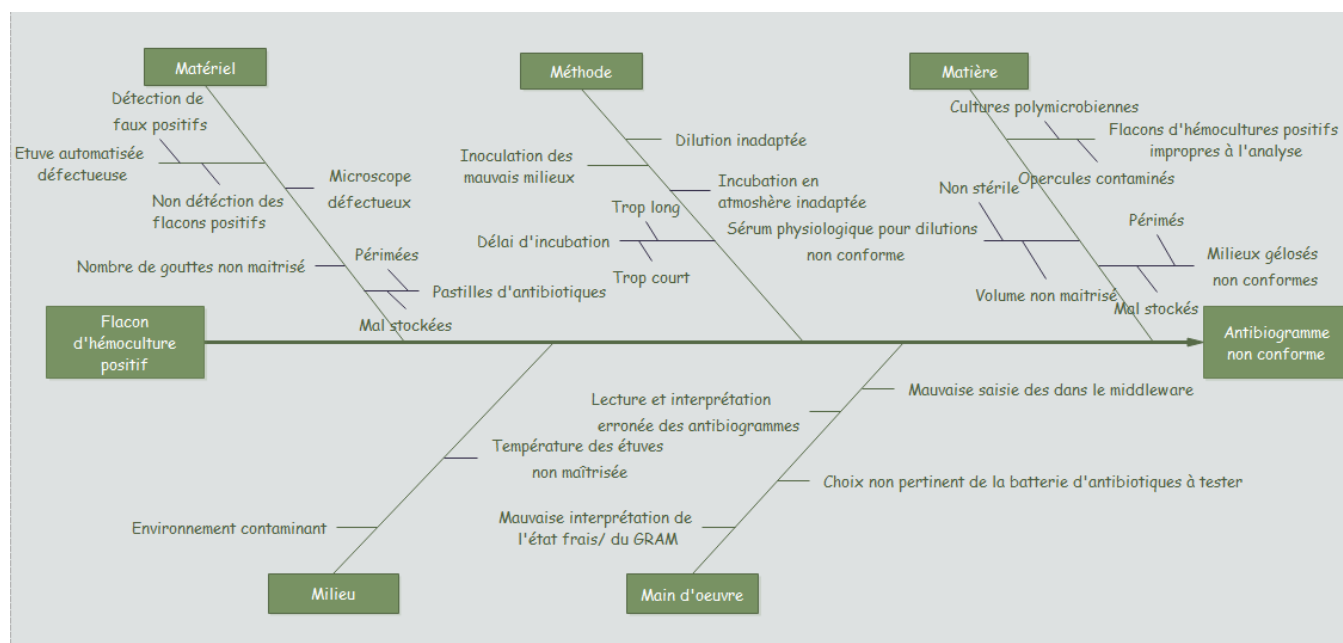 Matériel
Méthode
Matière
Détection de
faux positifs
Etuve automatisée
défectueuse
Non détéction des
flacons positifs
Microscope
défectueux
Nombre de gouttes non maitrisé
Périmées
Pastilles d'antibiotiques
Mal stockées
Dilution inadaptée
Inoculation des
mauvais milieux
Incubation en
atmoshère inadaptée
Trop long
Délai d'incubation
Trop court
Cultures polymicrobiennes
Flacons d'hémocultures positifs
impropres à l'analyse
Opercules contaminés
Non stérile
Sérum physiologique pour dilutions
non conforme
Volume non maitrisé
Périmés
Milieux gélosés
non conformes
Mal stockés
Flacon
d'hémoculture
positif
Antibiogramme
non conforme
Température des étuves
non maîtrisée
Environnement contaminant
Milieu
Mauvaise saisie des dans le middleware
Lecture et interprétation
erronée des antibiogrammes
Choix non pertinent de la batterie d'antibiotiques à tester
Mauvaise interprétation de
l'état frais/ du GRAM
Main d'oeuvre